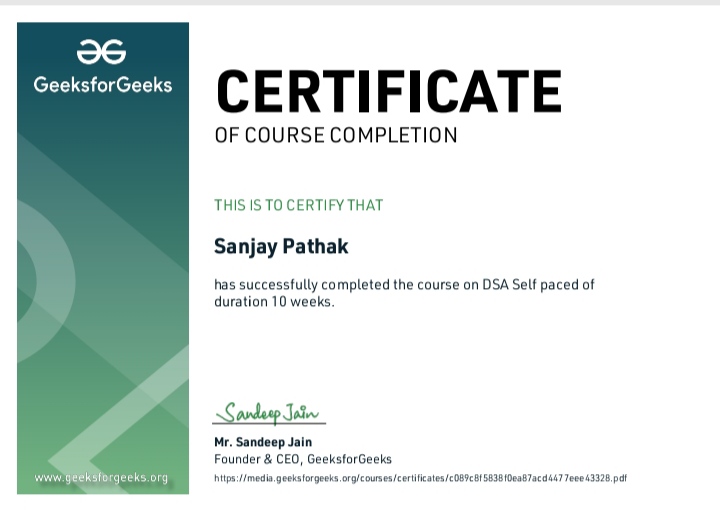 GeeksforGeeks
CERTIFICATE
OF COURSE COMPLETION
THIS IS TO CERTIFY THAT
Sanjay Pathak
has successfully completed the course on DSA Self paced of
duration 10 weeks.
Sandeep Jain
Mr. Sandeep Jain
Founder & CEO, GeeksforGeeks
https://media.geeksforgeeks.org/courses/certificates/c089c8f5838f0ea87acd4477eee43328.pdf
www.geeksforgeeks.org